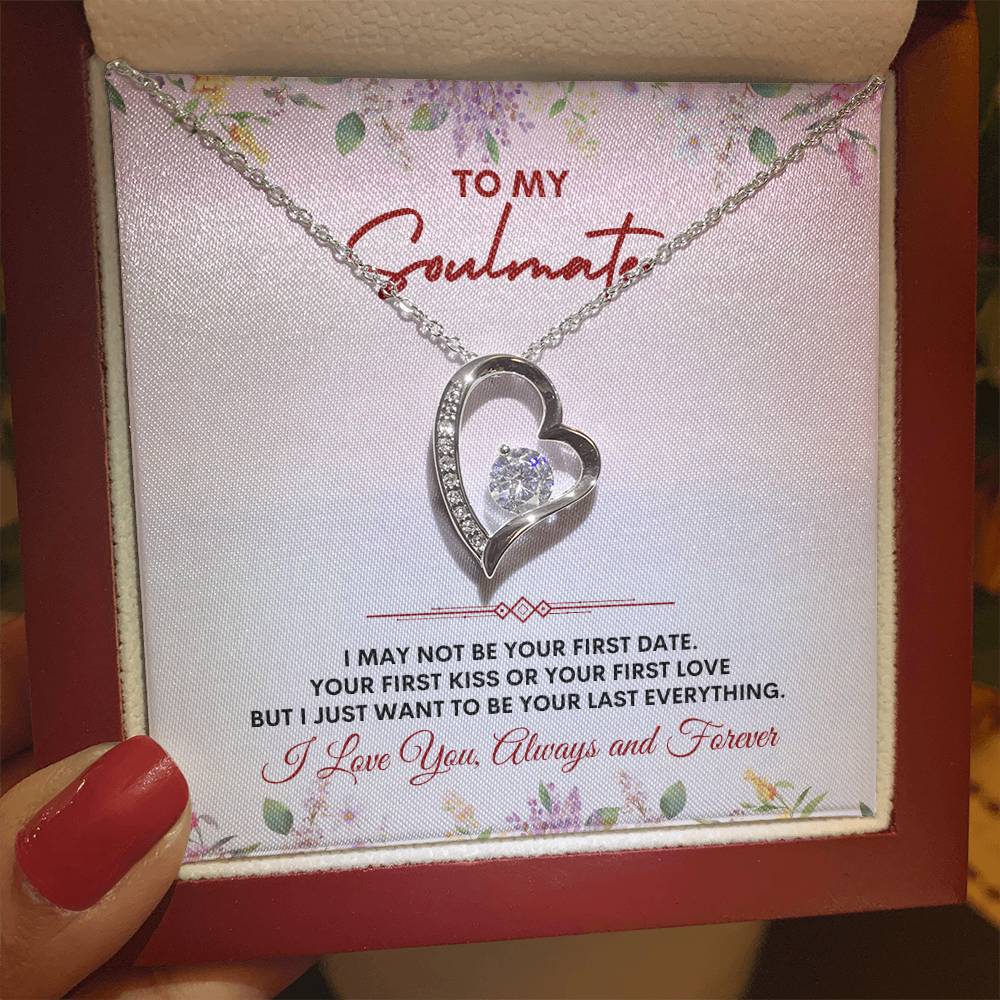 TO MY
Soulmate
I MAY NOT BE YOUR FIRST DATE.
YOUR FIRST KISS OR YOUR FIRST LOVE
BUT I JUST WANT TO BE YOUR LAST EVERYTHING.
I Love You, Always and Forever